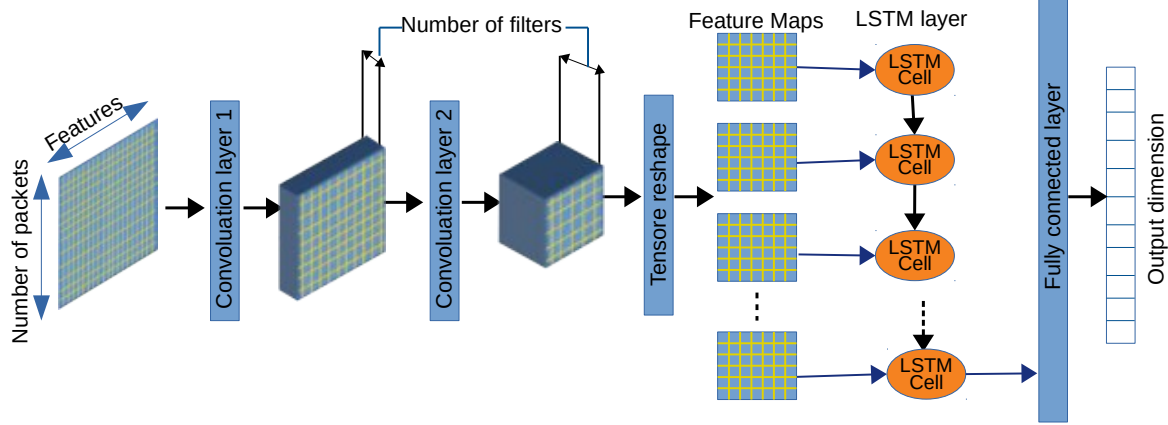 Number of filters
Feature Maps
LSTM layer
Features
Number of packets
Convoluation layer 1
Convoluation layer 2
Tensore reshape
LSTM
Cell
LSTM
Cell
LSTM
Cell
LSTM
Cell
Fully connected layer
Output dimension